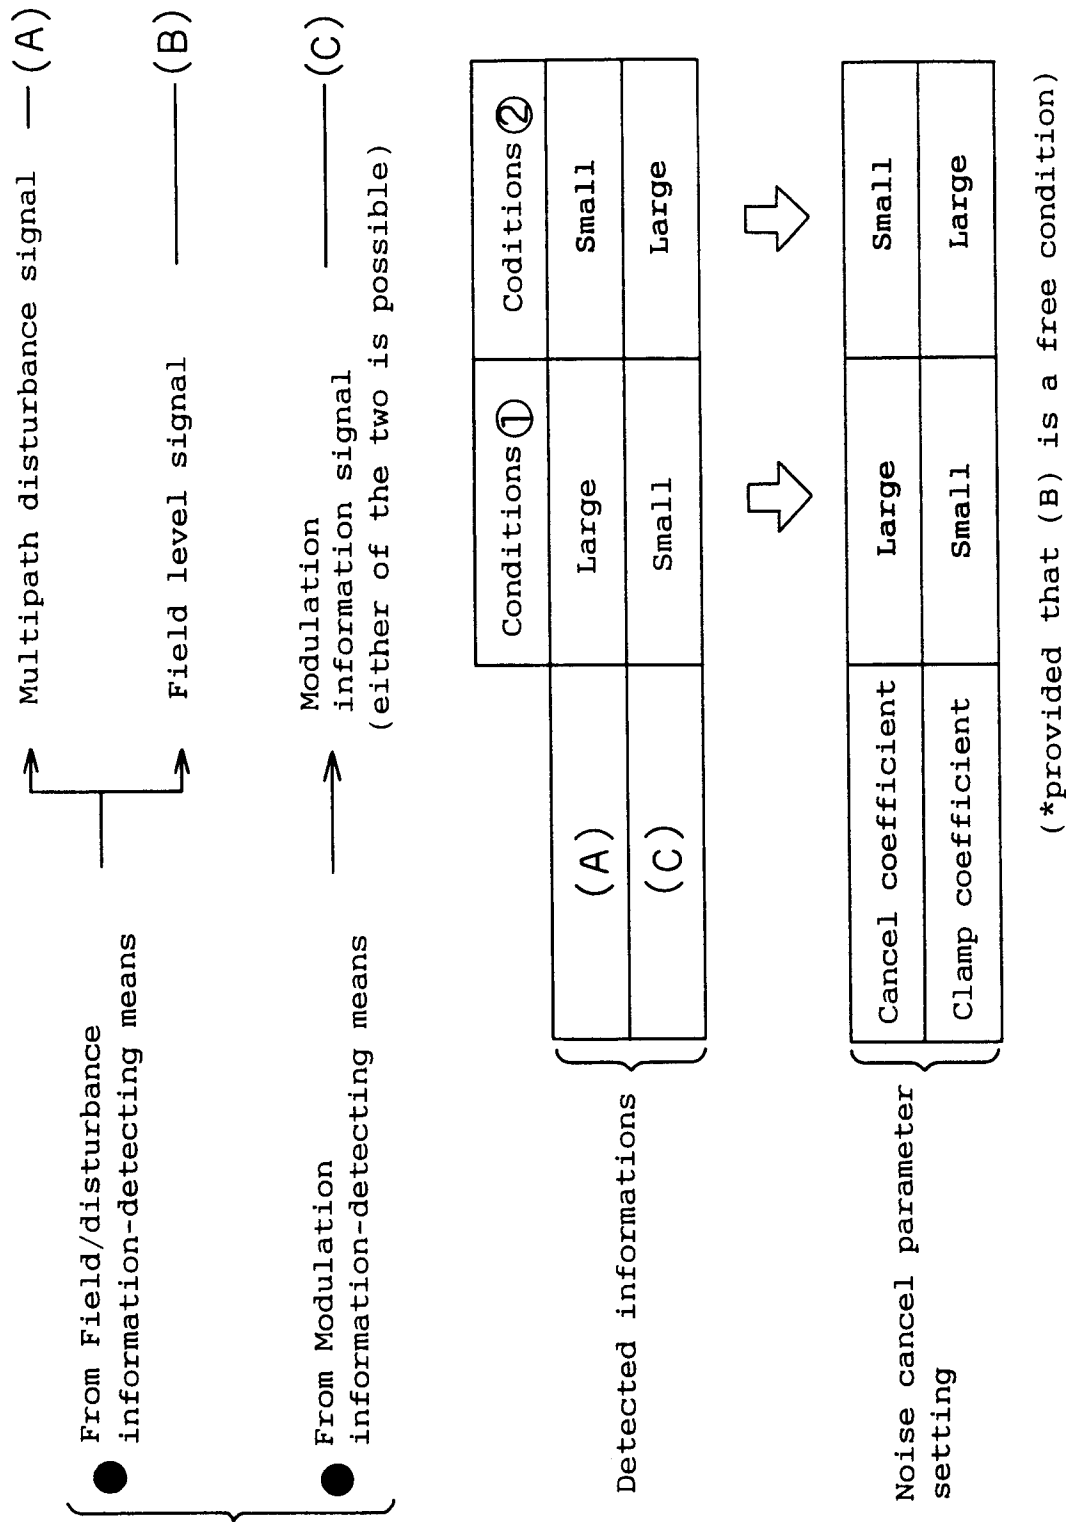 ● From Field/disturbance
information-detecting means
Multipath disturbance signal — (A)
Field level signal — (B)
● From Modulation
information-detecting means
Modulation
information signal — (C)
(either of the two is possible)
Conditions① Coditions②
Detected informations
(A) Large Small
(C) Small Large
Noise cancel parameter
setting
Cancel coefficient Large Small
Clamp coefficient Small Large
(*provided that (B) is a free condition)